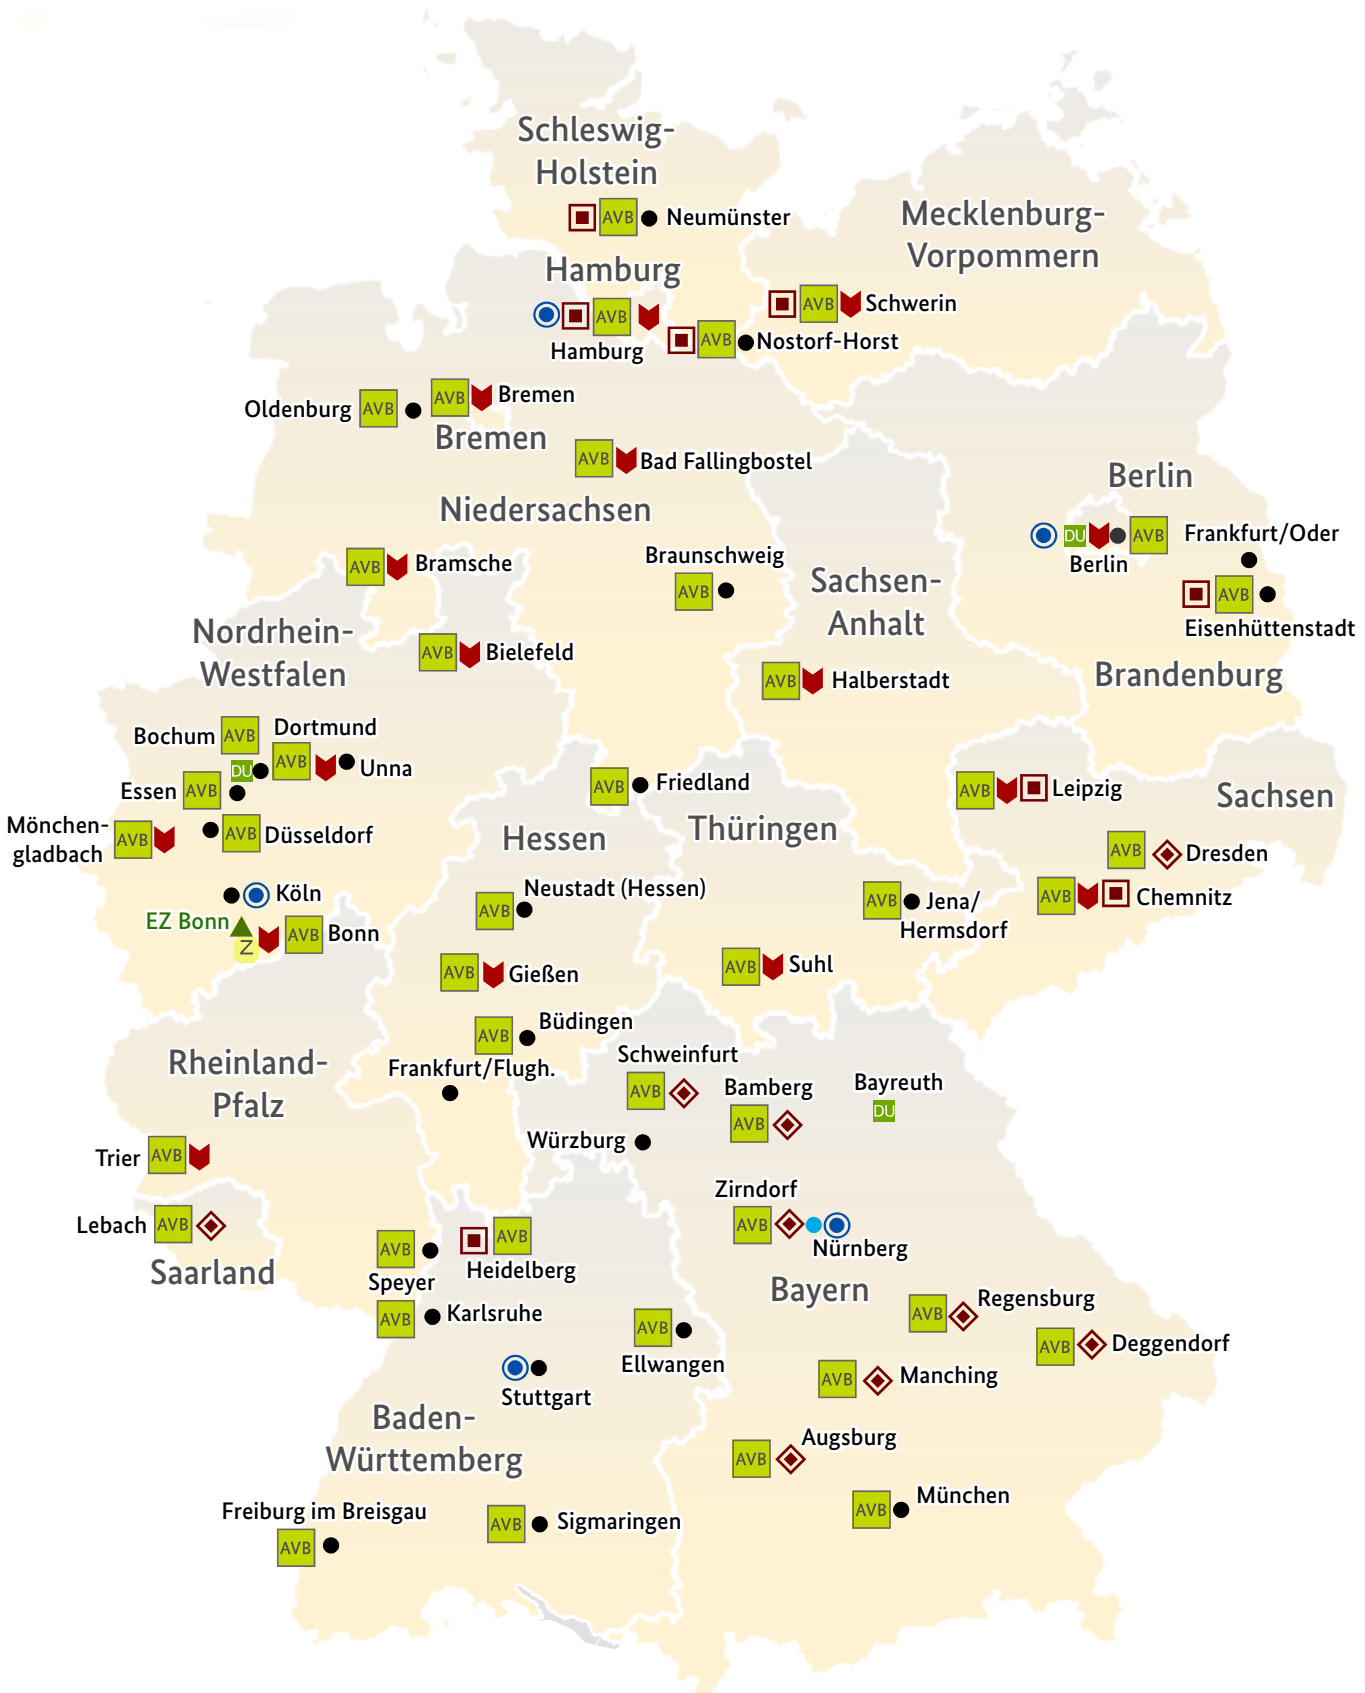 Schleswig-
Holstein
AVB Neumünster
Mecklenburg-
Vorpommern
Hamburg
AVB Schwerin
AVB
Hamburg
AVB Nostorf-Horst
AVB Bremen
Oldenburg AVB
Bremen
AVB Bad Fallingbostel
Berlin
Niedersachsen
DU AVB
Berlin
Frankfurt/Oder
AVB Bramsche
Braunschweig
AVB
Sachsen-
Anhalt
AVB
Eisenhüttenstadt
Nordrhein-
Westfalen
AVB Bielefeld
AVB Halberstadt
Brandenburg
Bochum AVB
Dortmund
AVB Unna
DU
Essen AVB
AVB Friedland
AVB Leipzig
Sachsen
Mönchen-
gladbach AVB
AVB Düsseldorf
Hessen
Thüringen
AVB Dresden
Köln
Neustadt (Hessen)
AVB
AVB Jena/
Hermsdorf
AVB Chemnitz
EZ Bonn
Z AVB Bonn
AVB Gießen
AVB Suhl
Büdingen
AVB
Frankfurt/Flugh.
Rheinland-
Pfalz
Schweinfurt
AVB
Bamberg
AVB
Bayreuth
DU
Würzburg
Trier AVB
Zirndorf
AVB
Nürnberg
Lebach AVB
Saarland
AVB
Speyer
AVB
Heidelberg
Bayern
AVB Karlsruhe
AVB
Ellwangen
AVB Regensburg
AVB Deggendorf
Stuttgart
AVB Manching
Baden-
Württemberg
AVB Augsburg
AVB München
Freiburg im Breisgau
AVB
AVB Sigmaringen